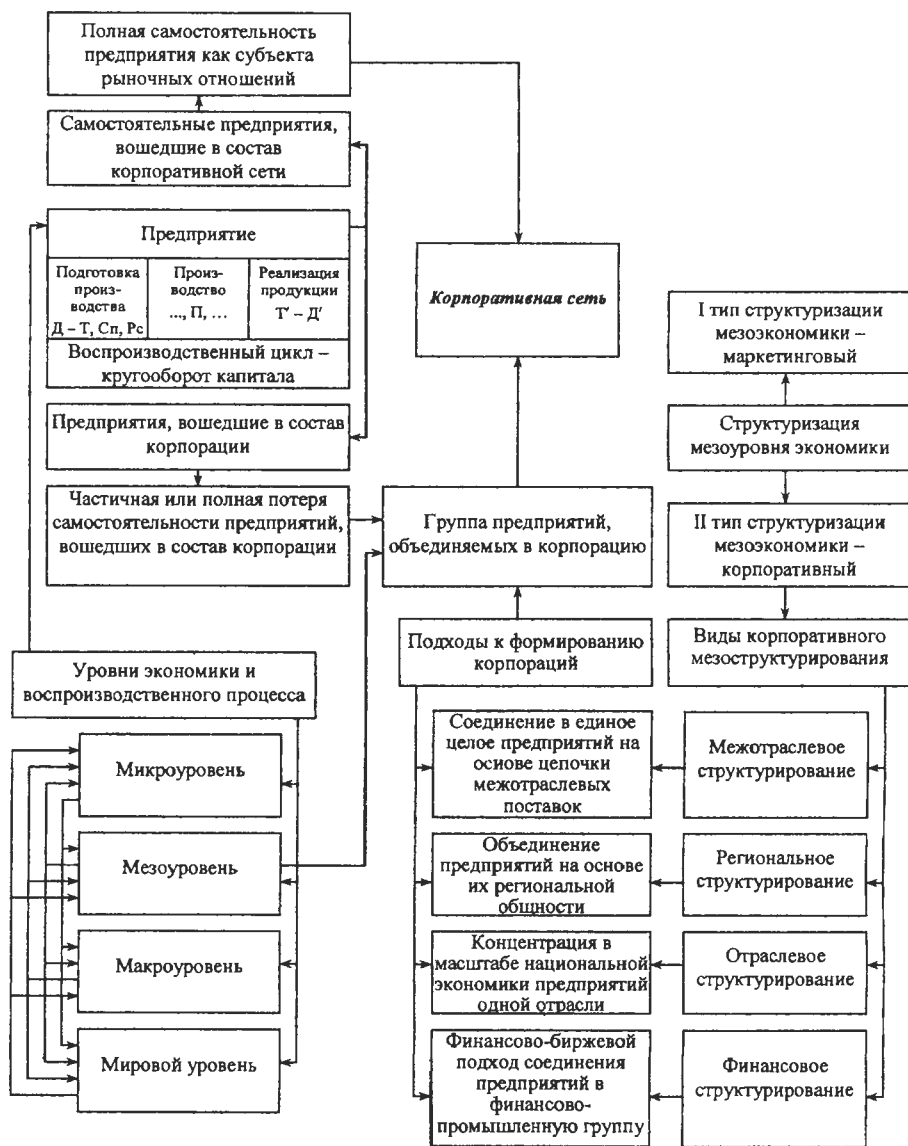 Полная самостоятельность
предприятия как субъекта
рыночных отношений
Самостоятельные предприятия,
вошедшие в состав
корпоративной сети
Предприятие
Подготовка
произ-
водства
Д – Т, Сп, Рс
Произ-
водство
..., П, ...
Реализация
продукции
Т′ – Д′
Воспроизводственный цикл –
кругооборот капитала
Предприятия, вошедшие в состав
корпорации
Частичная или полная потеря
самостоятельности предприятий,
вошедших в состав корпорации
Корпоративная сеть
Группа предприятий,
объединяемых в корпорацию
I тип структуризации
мезоэкономики –
маркетинговый
Структуризация
мезоуровня экономики
II тип структуризации
мезоэкономики –
корпоративный
Уровни экономики и
воспроизводственного процесса
Микроуровень
Мезоуровень
Макроуровень
Мировой уровень
Подходы к формированию
корпораций
Соединение в единое
целое предприятий на
основе цепочки
межотраслевых
поставок
Объединение
предприятий на основе
их региональной
общности
Концентрация в
масштабе национальной
экономики предприятий
одной отрасли
Финансово-биржевой
подход соединения
предприятий в
финансово-
промышленную группу
Виды корпоративного
мезоструктурирования
Межотраслевое
структурирование
Региональное
структурирование
Отраслевое
структурирование
Финансовое
структурирование